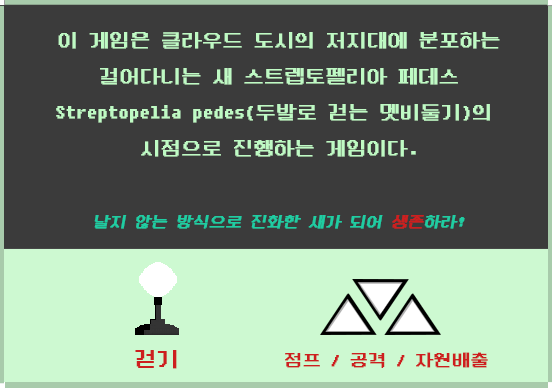 이 게임은 클라우드 도시의 저지대에 분포하는
걸어다니는 새 스트렙토펠리아 페데스
Streptopelia pedes(두발로 걷는 멧비둘기)의
시점으로 진행하는 게임이다.
날지 않는 방식으로 진화한 새가 되어 생존하라!
걷기
점프 / 공격 / 자원배출